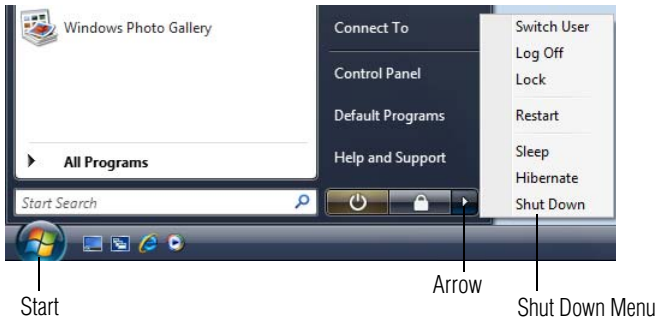 Windows Photo Gallery
All Programs
Start Search
Connect To
Control Panel
Default Programs
Help and Support
Switch User
Log Off
Lock
Restart
Sleep
Hibernate
Shut Down
Start
Arrow
Shut Down Menu